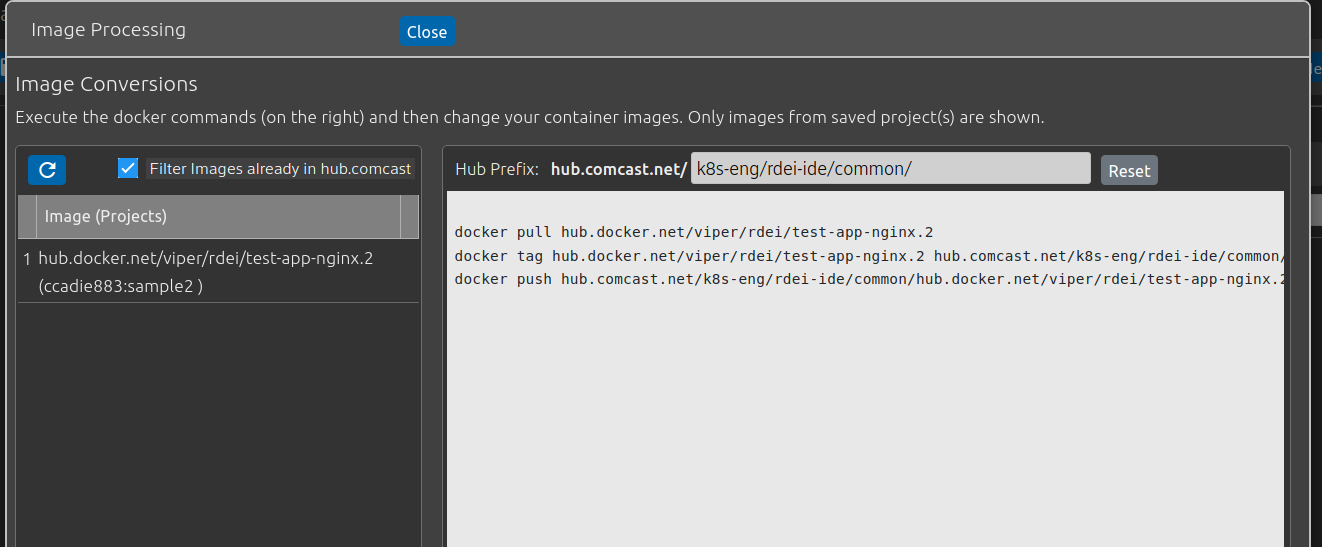 Image Processing
Close
Image Conversions
Execute the docker commands (on the right) and then change your container images. Only images from saved project(s) are shown.
Filter Images already in hub.comcast
Image (Projects)
1 hub.docker.net/viper/rdei/test-app-nginx.2
(ccadie883:sample2 )
Hub Prefix: hub.comcast.net/ k8s-eng/rdei-ide/common/ Reset
docker pull hub.docker.net/viper/rdei/test-app-nginx.2
docker tag hub.docker.net/viper/rdei/test-app-nginx.2 hub.comcast.net/k8s-eng/rdei-ide/common/
docker push hub.comcast.net/k8s-eng/rdei-ide/common/hub.docker.net/viper/rdei/test-app-nginx.2